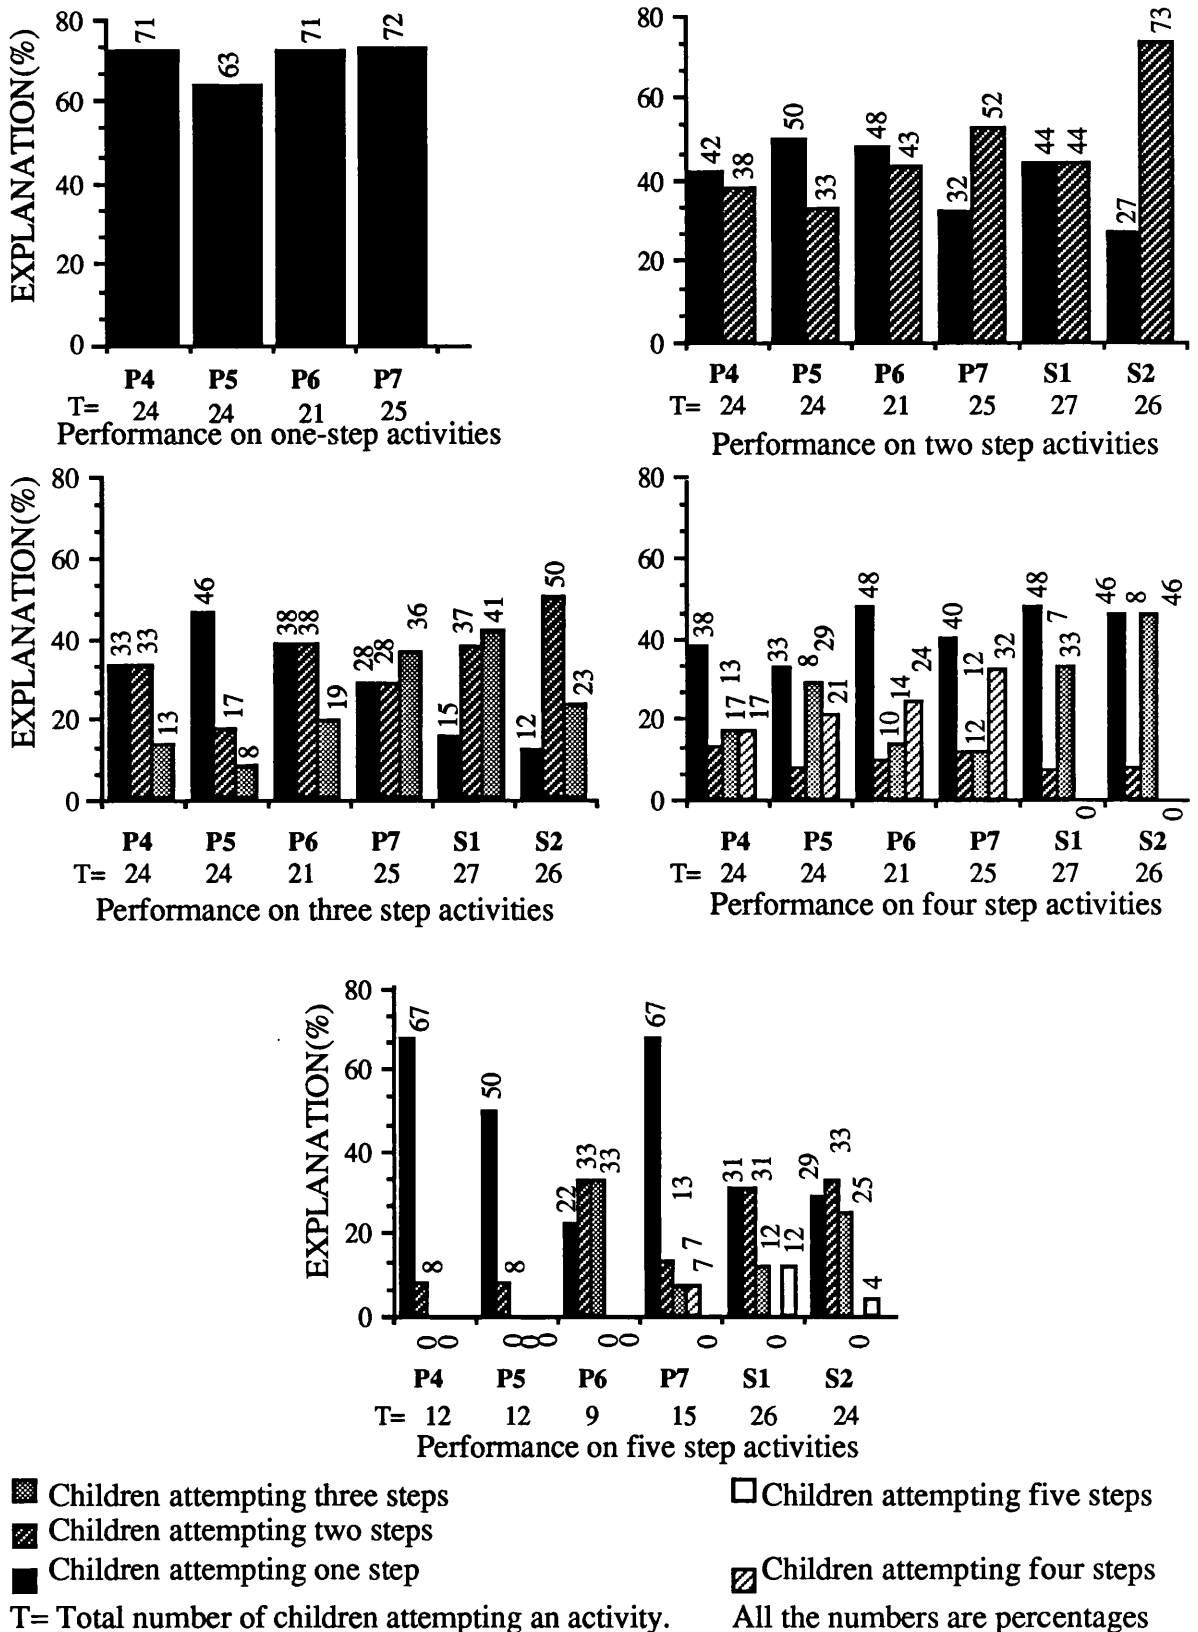 EXPLANATION(%)
80
60
40
20
0
71
63
71
72
P4 P5 P6 P7
T= 24 24 21 25
Performance on one-step activities
80
60
40
20
0
42 38 50 33 48 43 32 52 44 44 27 73
P4 P5 P6 P7 S1 S2
T= 24 24 21 25 27 26
Performance on two step activities
EXPLANATION(%)
80
60
40
20
0
33 33 13 46 17 8 38 38 19 28 28 36 15 37 41 12 50 23
P4 P5 P6 P7 S1 S2
T= 24 24 21 25 27 26
Performance on three step activities
80
60
40
20
0
38 13 17 17 33 8 29 21 48 10 14 24 40 12 12 32 48 7 33 0 46 8 46 0
P4 P5 P6 P7 S1 S2
T= 24 24 21 25 27 26
Performance on four step activities
EXPLANATION(%)
80
60
40
20
0
67 8 0 0 50 8 0 0 0 22 33 33 0 0 67 13 7 7 0 31 31 12 0 12 29 33 25 0 4
P4 P5 P6 P7 S1 S2
T= 12 12 9 15 26 24
Performance on five step activities
Children attempting three steps
Children attempting five steps
Children attempting two steps
Children attempting one step
Children attempting four steps
T= Total number of children attempting an activity.
All the numbers are percentages